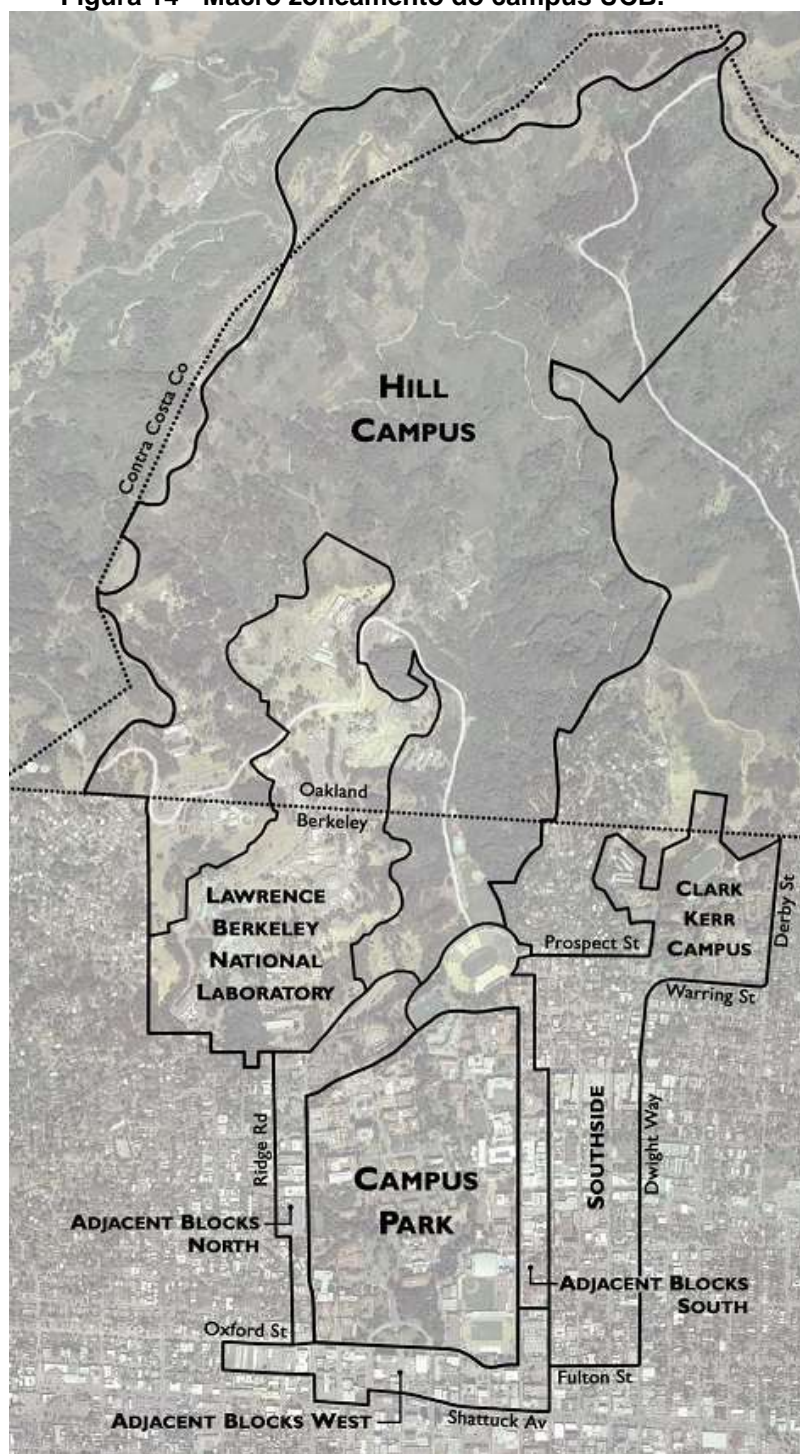 Figura 14 - Macro zoneamento do campus UCB.
HILL
CAMPUS
Contra Costa Co
Oakland
Berkeley
LAWRENCE
BERKELEY
NATIONAL
LABORATORY
CLARK
KERR
CAMPUS
Derby St
Prospect St
Warring St
Ridge Rd
CAMPUS
PARK
SOUTHSIDE
Dwight Way
ADJACENT BLOCKS
NORTH
ADJACENT BLOCKS
SOUTH
Oxford St
Fulton St
ADJACENT BLOCKS WEST
Shattuck Av